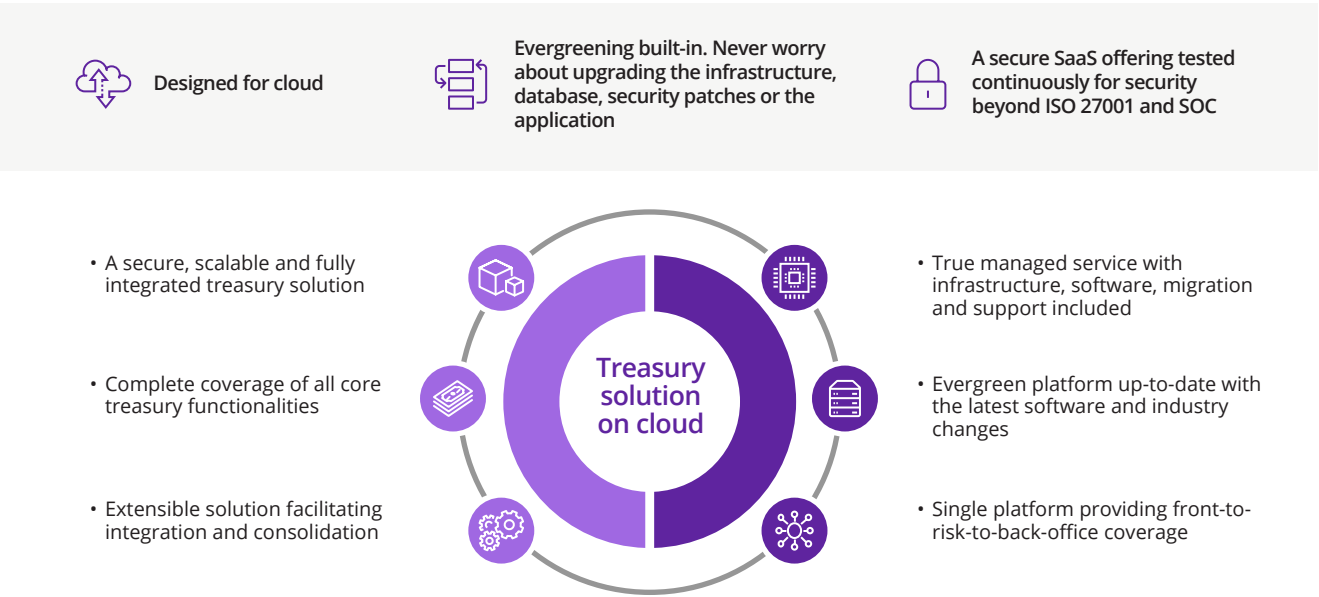 Designed for cloud
Evergreening built-in. Never worry
about upgrading the infrastructure,
database, security patches or the
application
A secure SaaS offering tested
continuously for security
beyond ISO 27001 and SOC
• A secure, scalable and fully
integrated treasury solution
• Complete coverage of all core
treasury functionalities
• Extensible solution facilitating
integration and consolidation
Treasury
solution
on cloud
• True managed service with
infrastructure, software, migration
and support included
• Evergreen platform up-to-date with
the latest software and industry
changes
• Single platform providing front-to-
risk-to-back-office coverage